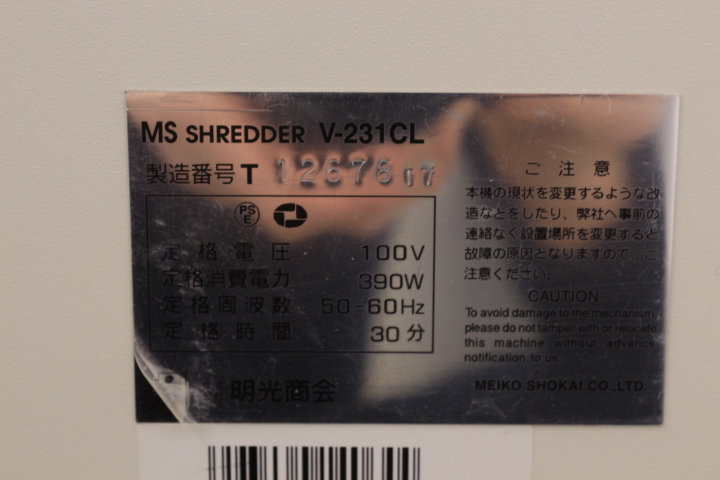 MS SHREDDER V-231CL
製造番号 T 1267617
PS E
定格電圧 100V
定格消費電力 390W
定格周波数 50-60Hz
定格時間 30分
明光商会
ご注意
本機の現状を変更するような改
造などをしたり、弊社へ事前の
連絡なく設置場所を変更すると
故障の原因となりますので、ご
注意ください。
CAUTION
To avoid damage to the mechanism,
please do not tamper with or relocate
this machine without advance
notification to us.
MEIKO SHOKAI CO.,LTD.